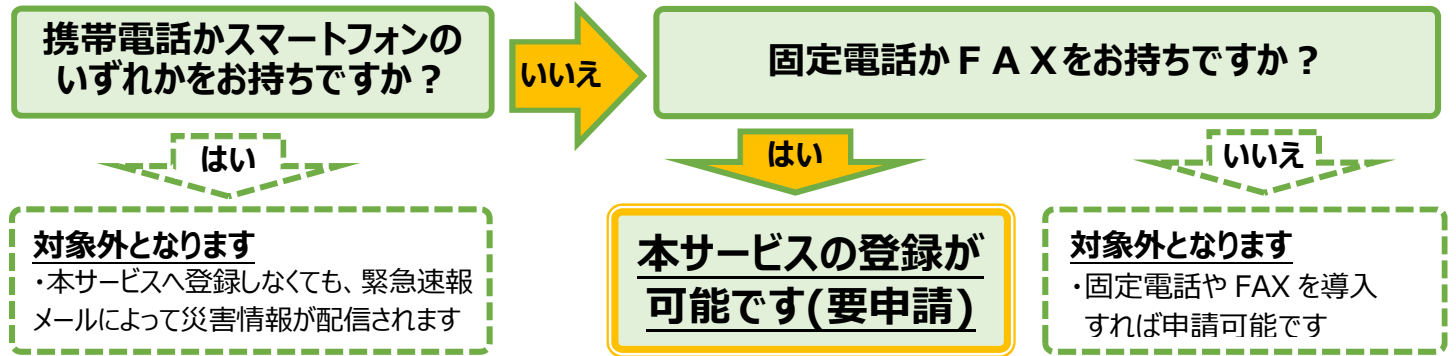 携帯電話かスマートフォンの
いずれかをお持ちですか？
いいえ
固定電話かＦＡＸをお持ちですか？
はい
はい
いいえ
対象外となります
・本サービスへ登録しなくても、緊急速報
メールによって災害情報が配信されます
本サービスの登録が
可能です(要申請)
対象外となります
・固定電話や FAX を導入
すれば申請可能です